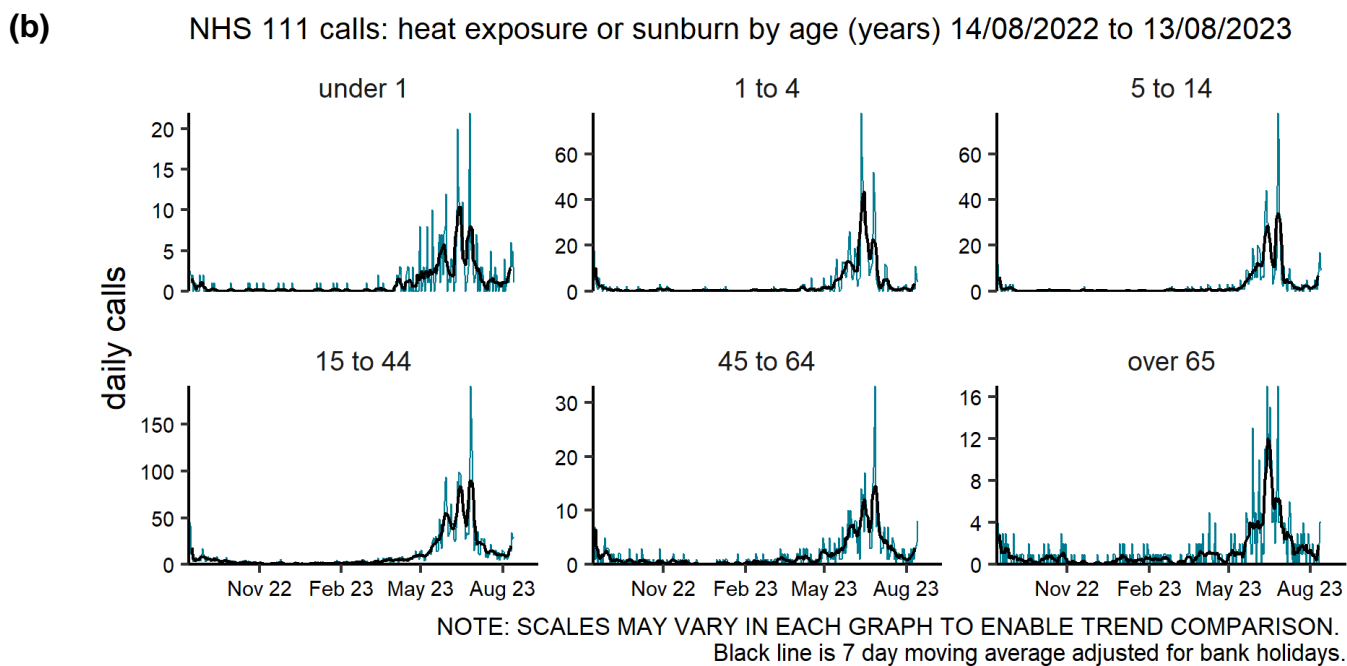 (b)
NHS 111 calls: heat exposure or sunburn by age (years) 14/08/2022 to 13/08/2023
daily calls
under 1
20
15
10
5
0
1 to 4
60
40
20
0
5 to 14
60
40
20
0
15 to 44
150
100
50
0
Nov 22 Feb 23 May 23 Aug 23
45 to 64
30
20
10
0
Nov 22 Feb 23 May 23 Aug 23
over 65
16
12
8
4
0
Nov 22 Feb 23 May 23 Aug 23
NOTE: SCALES MAY VARY IN EACH GRAPH TO ENABLE TREND COMPARISON.
Black line is 7 day moving average adjusted for bank holidays.